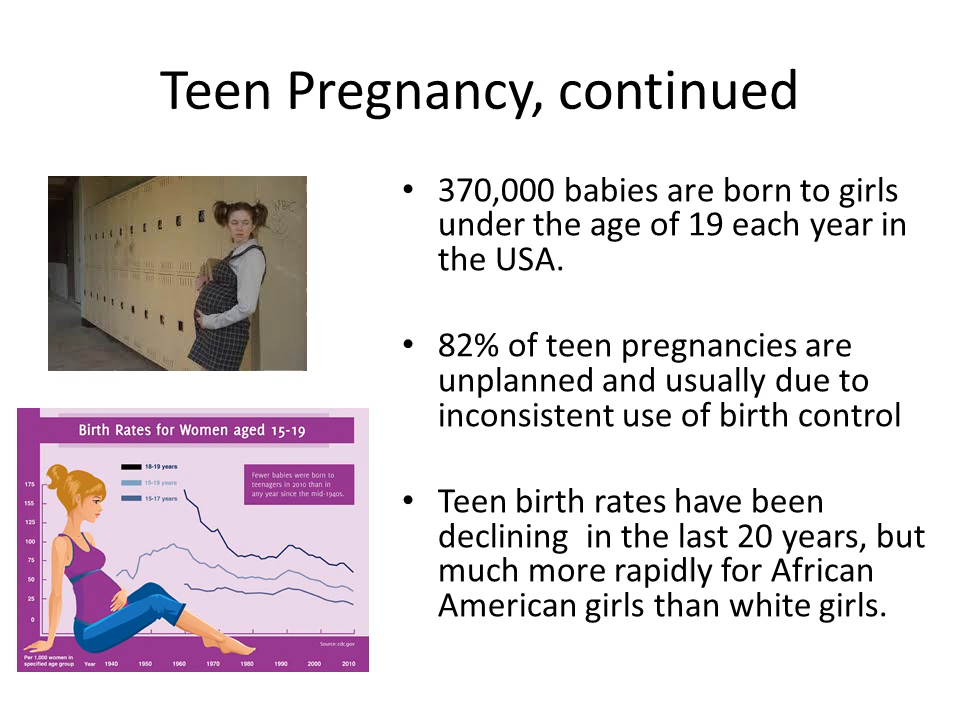 Teen Pregnancy, continued
• 370,000 babies are born to girls
under the age of 19 each year in
the USA.
• 82% of teen pregnancies are
unplanned and usually due to
inconsistent use of birth control
• Teen birth rates have been
declining in the last 20 years, but
much more rapidly for African
American girls than white girls.
Birth Rates for Women aged 15-19
18-19 years
15-19 years
15-17 years
Fewer babies were born to
teenagers in 2010 than in
any year since the mid-1940s.
175
155
125
100
75
50
25
0
Source: cdc.gov
Per 1,000 women in
specified age group
Year 1940 1950 1960 1970 1980 1990 2000 2010